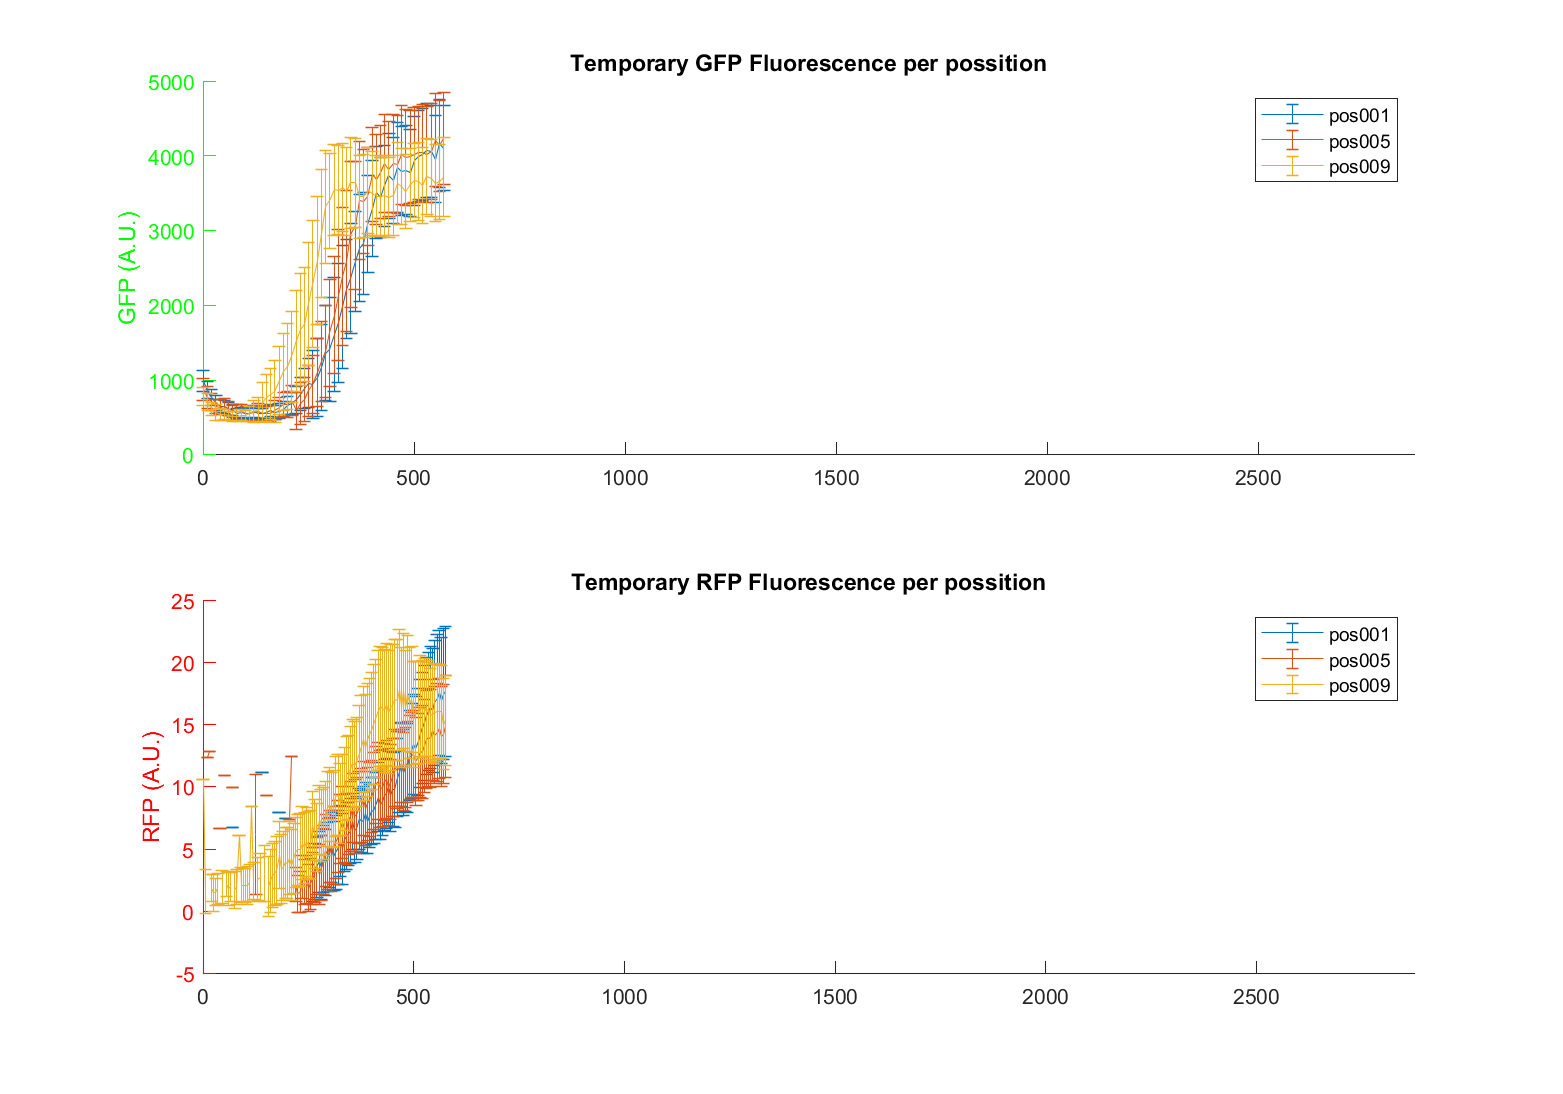 Temporary GFP Fluorescence per possition
5000
4000
3000
2000
1000
0
GFP (A.U.)
0 500 1000 1500 2000 2500
pos001
pos005
pos009
Temporary RFP Fluorescence per possition
25
20
15
10
5
0
-5
RFP (A.U.)
0 500 1000 1500 2000 2500
pos001
pos005
pos009